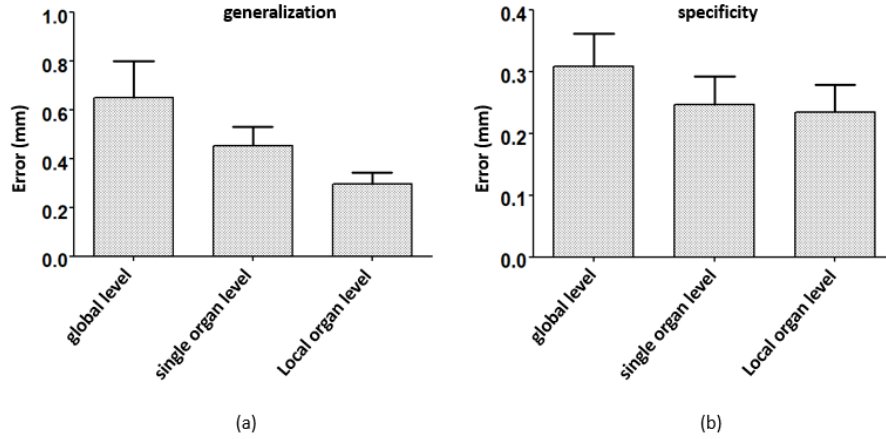 generalization
Error (mm)
1.0
0.8
0.6
0.4
0.2
0.0
global level
single organ level
Local organ level
(a)
specificity
Error (mm)
0.4
0.3
0.2
0.1
0.0
global level
single organ level
Local organ level
(b)